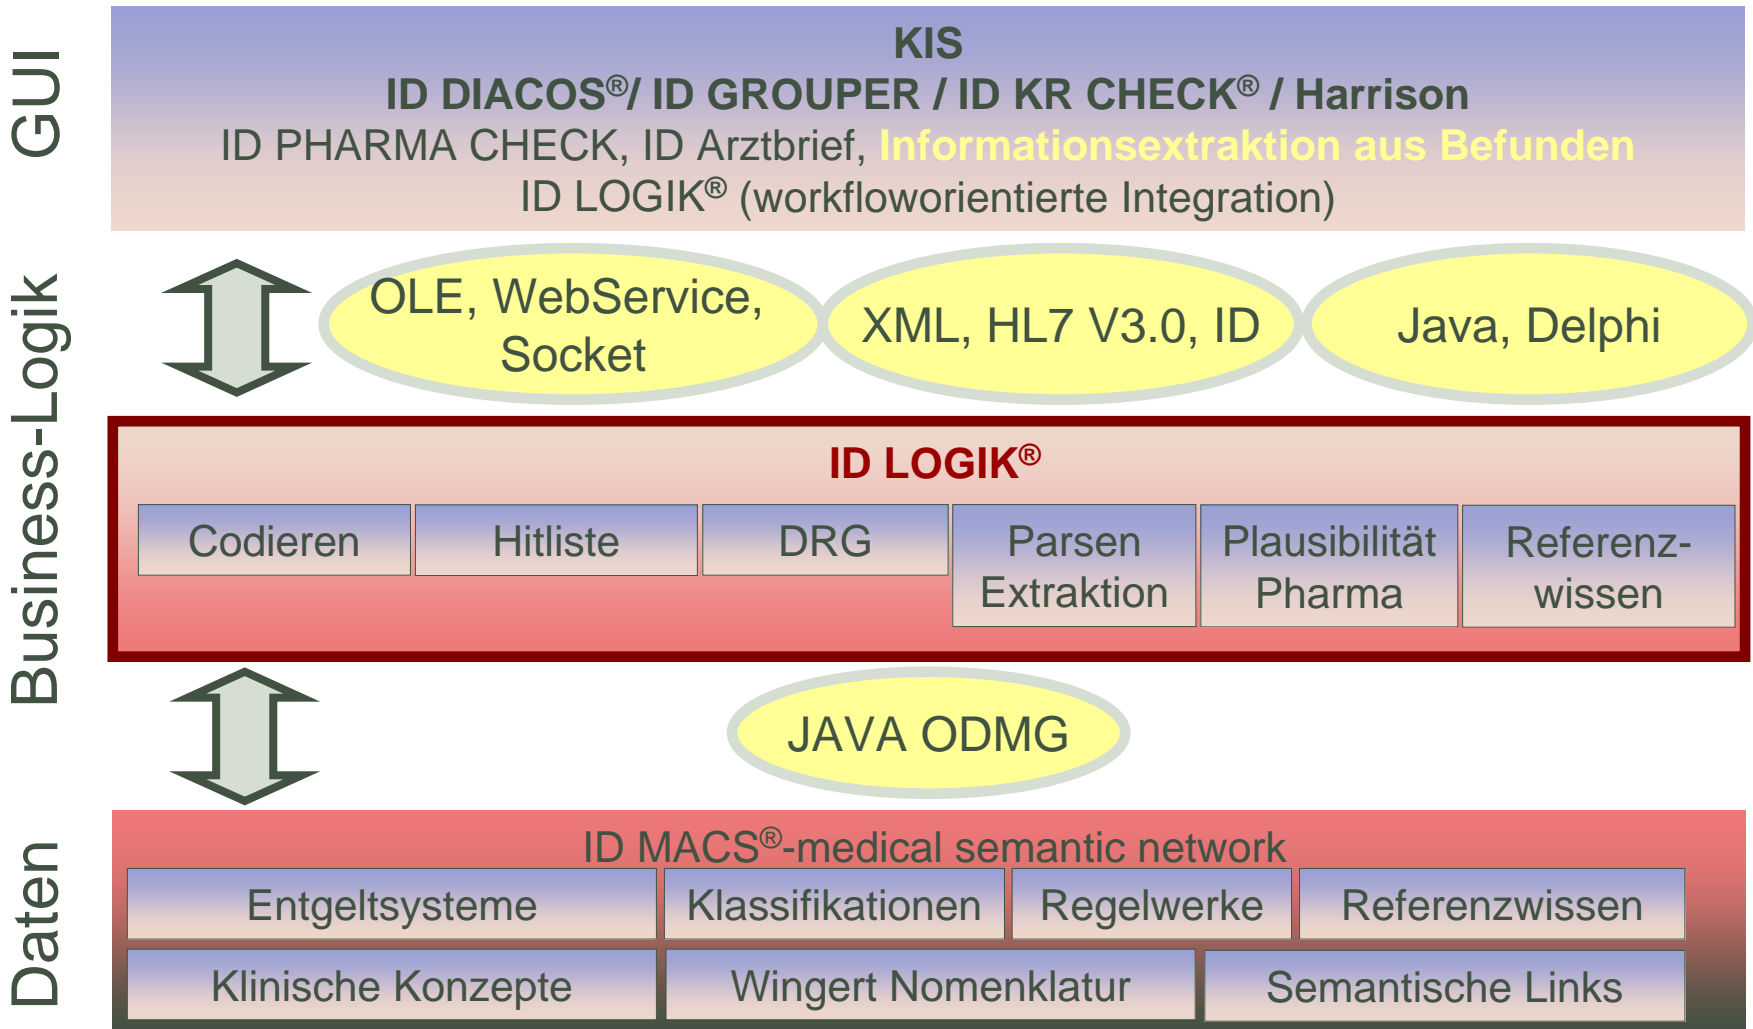 GUI
KIS
ID DIACOS®/ ID GROUPER / ID KR CHECK® / Harrison
ID PHARMA CHECK, ID Arztbrief, Informationsextraktion aus Befunden
ID LOGIK® (workfloworientierte Integration)
Business-Logik
OLE, WebService,
Socket
XML, HL7 V3.0, ID
Java, Delphi
ID LOGIK®
Codieren
Hitliste
DRG
Parsen
Extraktion
Plausibilität
Pharma
Referenz-
wissen
JAVA ODMG
Daten
ID MACS®-medical semantic network
Entgeltsysteme
Klassifikationen
Regelwerke
Referenzwissen
Klinische Konzepte
Wingert Nomenklatur
Semantische Links